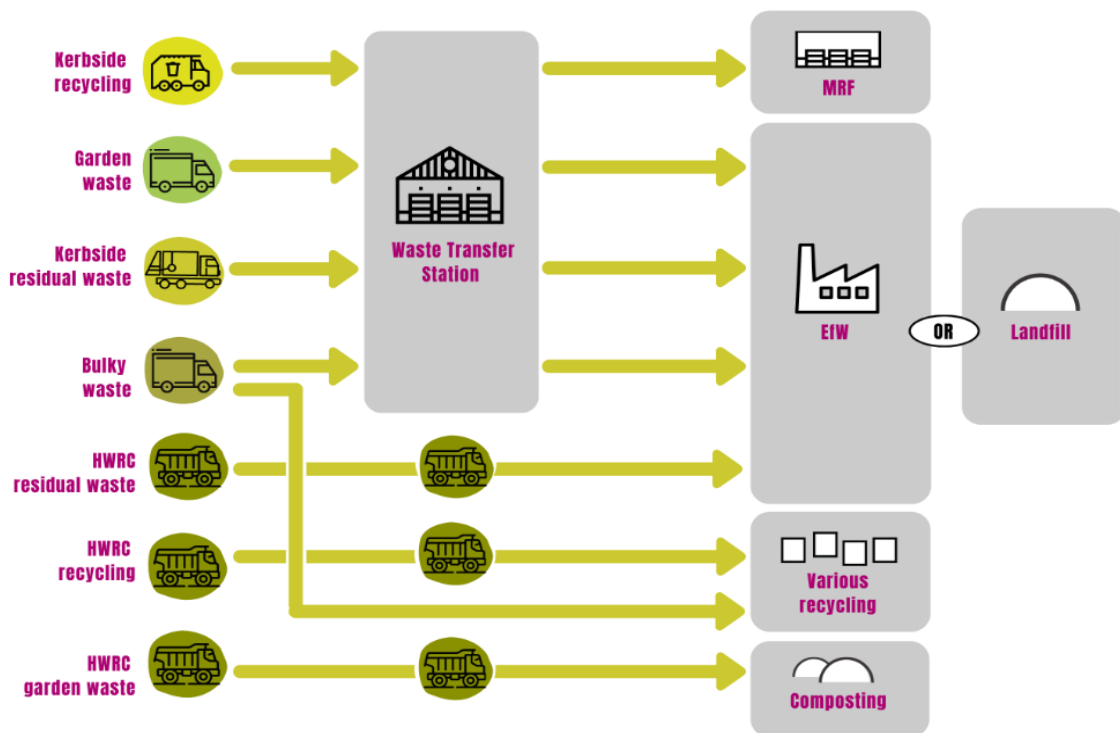 Kerbside
recycling
Garden
waste
Kerbside
residual waste
Bulky
waste
HWRC
residual waste
HWRC
recycling
HWRC
garden waste
Waste Transfer
Station
MRF
EfW
OR
Landfill
Various
recycling
Composting